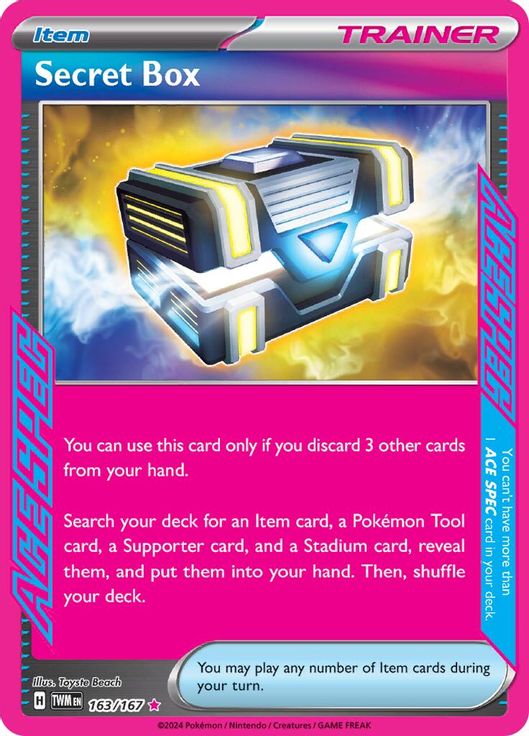 Item
TRAINER
Secret Box
ACE SPEC
ACE SPEC
You can use this card only if you discard 3 other cards
from your hand.
Search your deck for an Item card, a Pokémon Tool
card, a Supporter card, and a Stadium card, reveal
them, and put them into your hand. Then, shuffle
your deck.
You can't have more than
1 ACE SPEC card in your deck.
You may play any number of Item cards during
your turn.
Illus. Tayste Beach
H TWM EN 163/167
©2024 Pokémon / Nintendo / Creatures / GAME FREAK